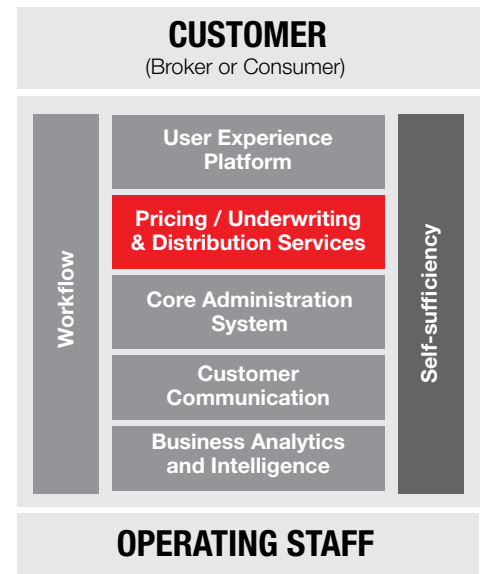 CUSTOMER
(Broker or Consumer)
Workflow
User Experience
Platform
Pricing / Underwriting
& Distribution Services
Core Administration
System
Customer
Communication
Business Analytics
and Intelligence
Self-sufficiency
OPERATING STAFF